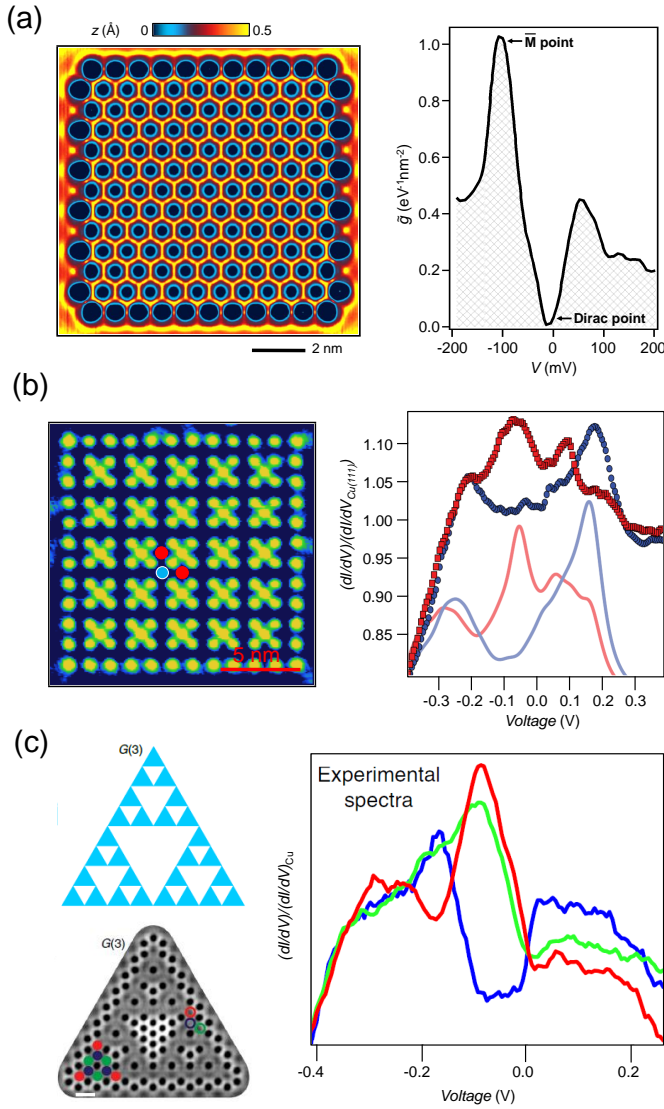 (a)
z (Å) 0 0.5
2 nm
g̃ (eV⁻¹nm⁻²)
1.0
0.8
0.6
0.4
0.2
0.0
M̅ point
Dirac point
-200 -100 0 100 200
V (mV)
(b)
5 nm
(dI/dV)/(dI/dV_Cu(111))
1.10
1.05
1.00
0.95
0.90
0.85
-0.3 -0.2 -0.1 0.0 0.1 0.2 0.3
Voltage (V)
(c)
G(3)
G(3)
Experimental
spectra
(dI/dV)/(dI/dV)_Cu
-0.4 -0.2 0.0 0.2
Voltage (V)